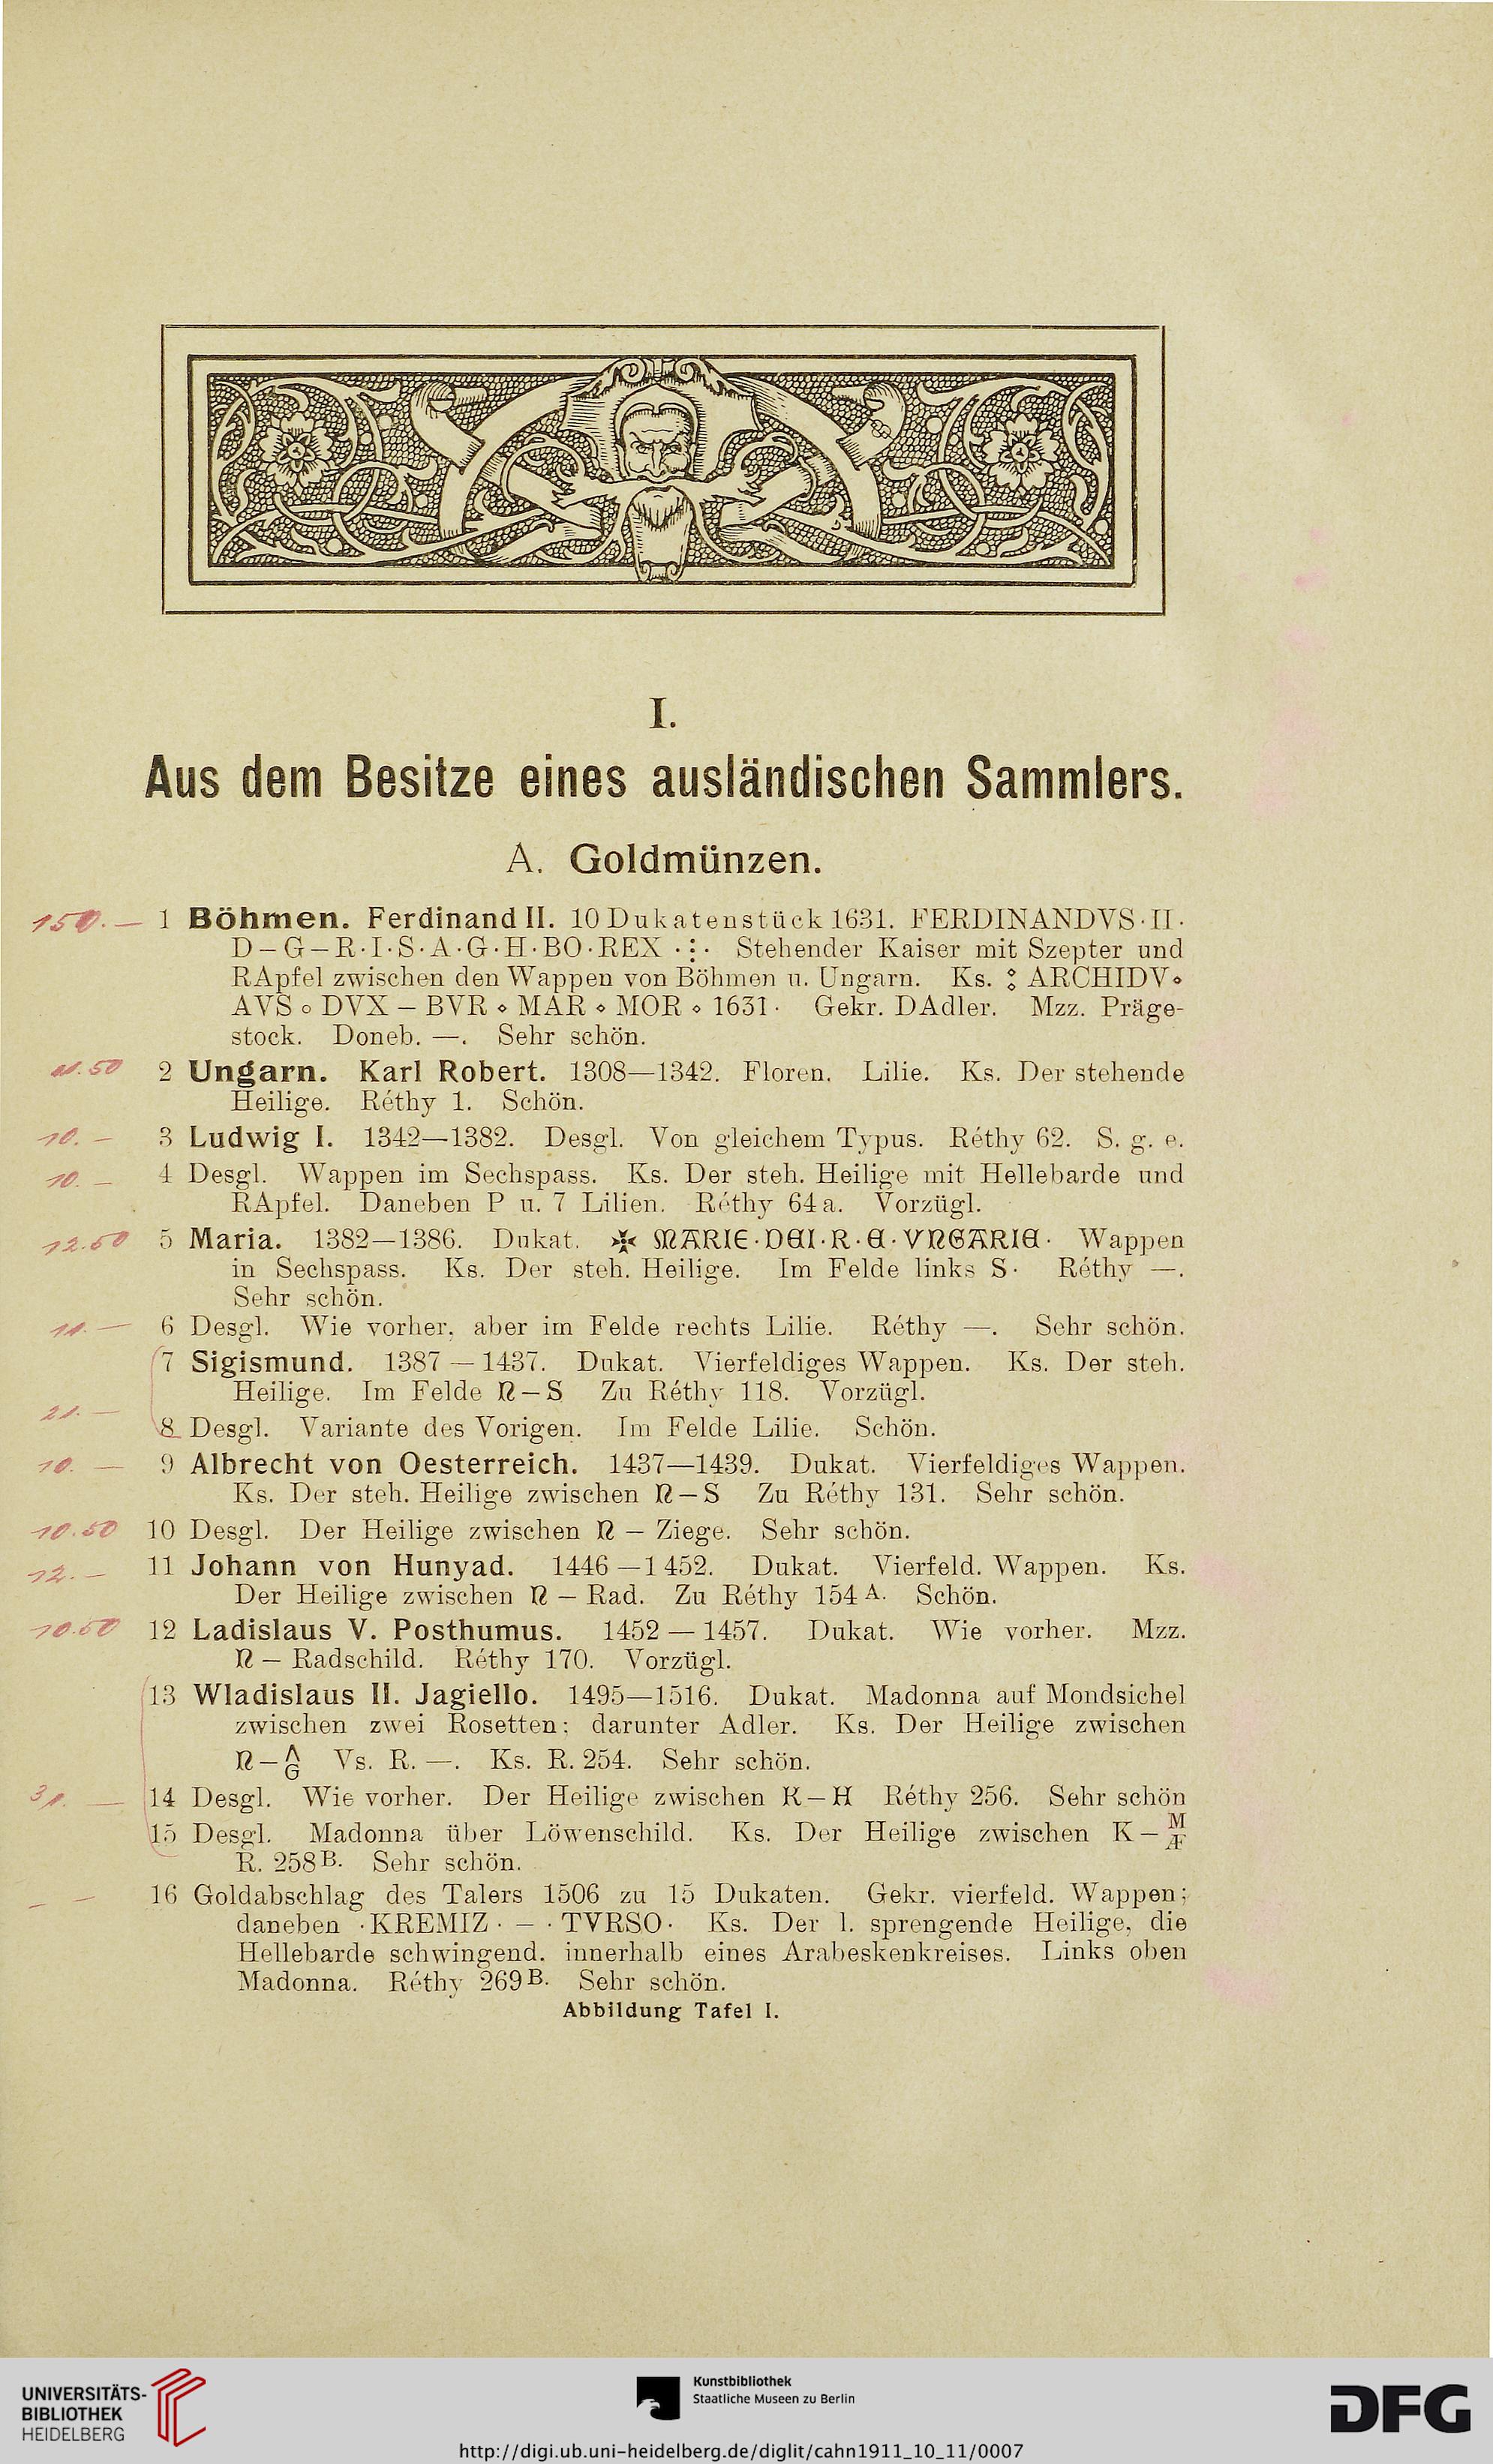 I.
Aus dem Besitze eines ausländischen Sammlers.
A. Goldmünzen.
150.— 1 Böhmen. Ferdinand II. 10 Dukatenstück 1631. FERDINANDVS·II·
D–G–R·I·S·A·G·H·BO·REX ·:· Stehender Kaiser mit Szepter und
RApfel zwischen den Wappen von Böhmen u. Ungarn. Ks. ARCHIDV⋄
AVS ∘ DVX – BVR ⋄ MAR ⋄ MOR ⋄ 1631 · Gekr. DAdler. Mzz. Präge-
stock. Doneb. —. Sehr schön.
2 Ungarn. Karl Robert. 1308—1342. Floren. Lilie. Ks. Der stehende
Heilige. Réthy 1. Schön.
10.— 3 Ludwig I. 1342—1382. Desgl. Von gleichem Typus. Réthy 62. S. g. e.
10.— 4 Desgl. Wappen im Sechspass. Ks. Der steh. Heilige mit Hellebarde und
RApfel. Daneben P u. 7 Lilien. Réthy 64a. Vorzügl.
12.50 5 Maria. 1382—1386. Dukat. ✠ MARIE·DEI·R·E·VNGARIE· Wappen
in Sechspass. Ks. Der steh. Heilige. Im Felde links S· Réthy —.
Sehr schön.
11.— 6 Desgl. Wie vorher, aber im Felde rechts Lilie. Réthy —. Sehr schön.
7 Sigismund. 1387 — 1437. Dukat. Vierfeldiges Wappen. Ks. Der steh.
Heilige. Im Felde n – S Zu Réthy 118. Vorzügl.
21.—
8 Desgl. Variante des Vorigen. Im Felde Lilie. Schön.
10.— 9 Albrecht von Oesterreich. 1437—1439. Dukat. Vierfeldiges Wappen.
Ks. Der steh. Heilige zwischen n – S Zu Réthy 131. Sehr schön.
10.50 10 Desgl. Der Heilige zwischen n – Ziege. Sehr schön.
12.— 11 Johann von Hunyad. 1446 —1452. Dukat. Vierfeld. Wappen. Ks.
Der Heilige zwischen n – Rad. Zu Réthy 154 A. Schön.
10.50 12 Ladislaus V. Posthumus. 1452 — 1457. Dukat. Wie vorher. Mzz.
n – Radschild. Réthy 170. Vorzügl.
13 Wladislaus II. Jagiello. 1495—1516. Dukat. Madonna auf Mondsichel
zwischen zwei Rosetten; darunter Adler. Ks. Der Heilige zwischen
n – Λ/G Vs. R. —. Ks. R. 254. Sehr schön.
31.— 14 Desgl. Wie vorher. Der Heilige zwischen K – H Réthy 256. Sehr schön
15 Desgl. Madonna über Löwenschild. Ks. Der Heilige zwischen K –
R. 258 B. Sehr schön.
— 16 Goldabschlag des Talers 1506 zu 15 Dukaten. Gekr. vierfeld. Wappen;
daneben ·KREMIZ· – ·TVRSO· Ks. Der l. sprengende Heilige, die
Hellebarde schwingend, innerhalb eines Arabeskenkreises. Links oben
Madonna. Réthy 269 B. Sehr schön.
Abbildung Tafel I.
UNIVERSITÄTS-
BIBLIOTHEK
HEIDELBERG
Kunstbibliothek
Staatliche Museen zu Berlin
DFG
http://digi.ub.uni-heidelberg.de/diglit/cahn1911_10_11/0007